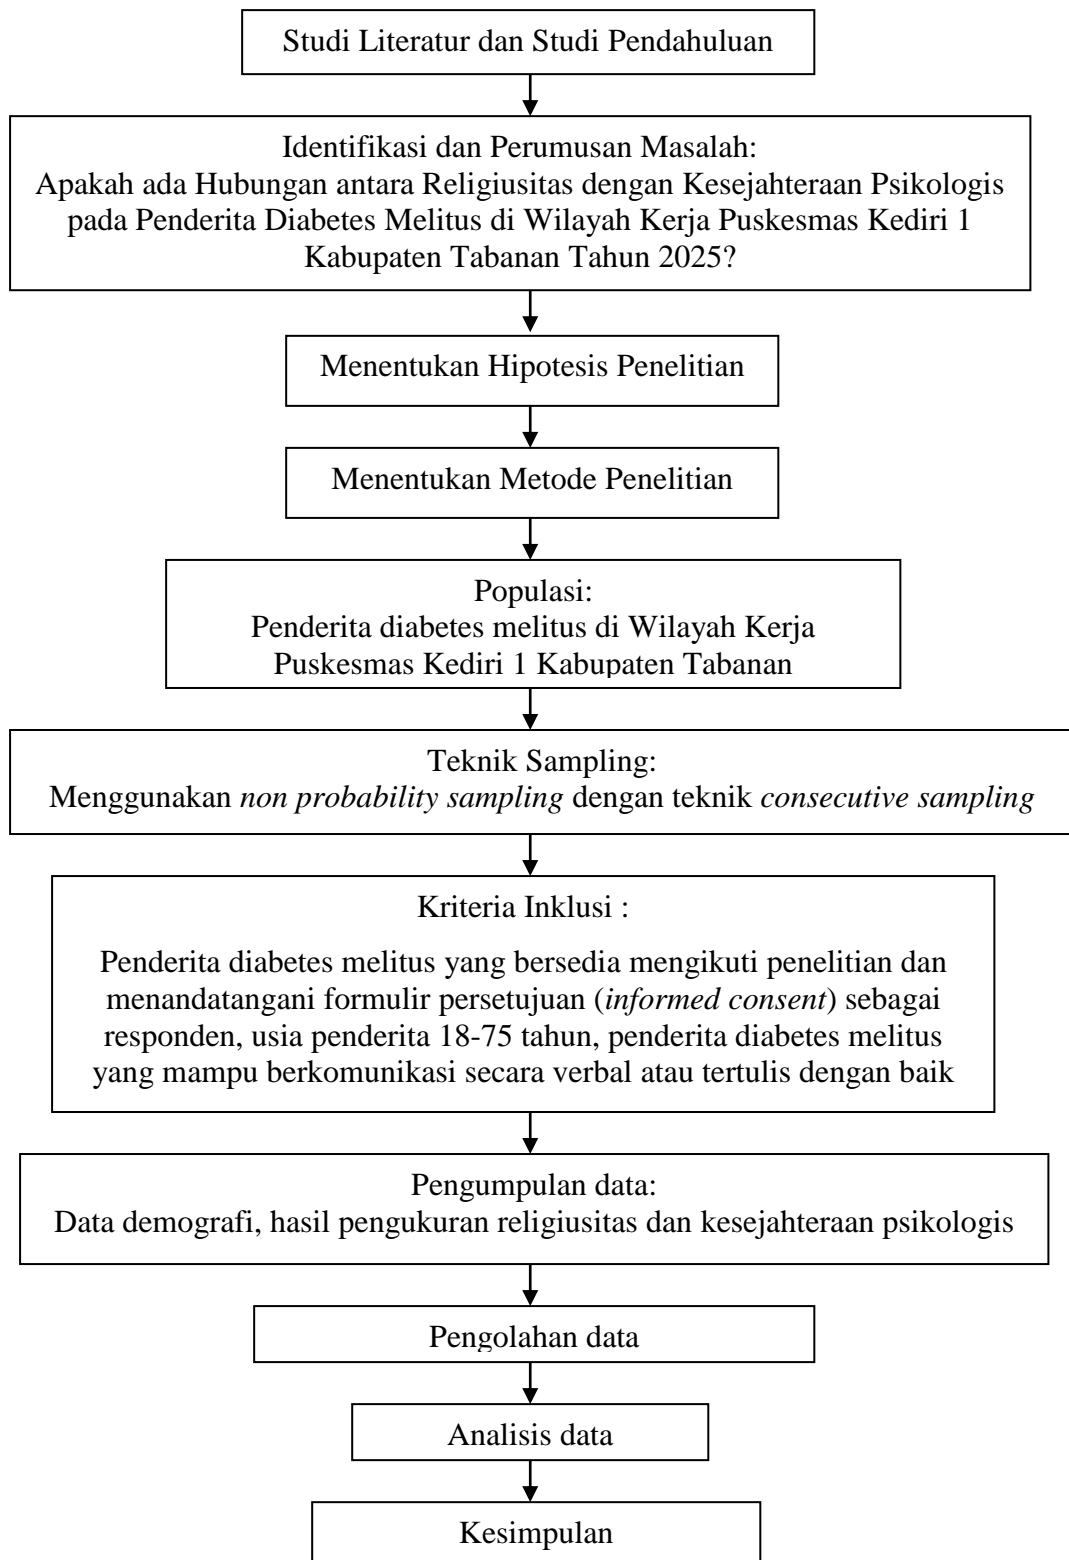 Studi Literatur dan Studi Pendahuluan
Identifikasi dan Perumusan Masalah:
Apakah ada Hubungan antara Religiusitas dengan Kesejahteraan Psikologis
pada Penderita Diabetes Melitus di Wilayah Kerja Puskesmas Kediri 1
Kabupaten Tabanan Tahun 2025?
Menentukan Hipotesis Penelitian
Menentukan Metode Penelitian
Populasi:
Penderita diabetes melitus di Wilayah Kerja
Puskesmas Kediri 1 Kabupaten Tabanan
Teknik Sampling:
Menggunakan non probability sampling dengan teknik consecutive sampling
Kriteria Inklusi :
Penderita diabetes melitus yang bersedia mengikuti penelitian dan
menandatangani formulir persetujuan (informed consent) sebagai
responden, usia penderita 18-75 tahun, penderita diabetes melitus
yang mampu berkomunikasi secara verbal atau tertulis dengan baik
Pengumpulan data:
Data demografi, hasil pengukuran religiusitas dan kesejahteraan psikologis
Pengolahan data
Analisis data
Kesimpulan